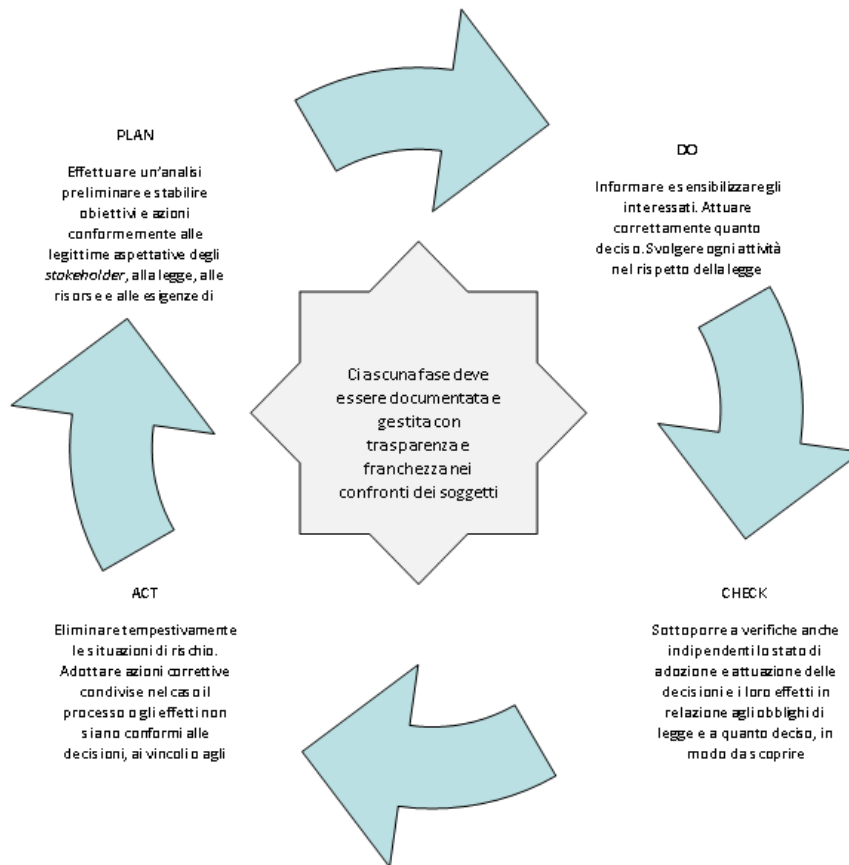 PLAN
Effettuare un'analisi
preliminare e stabilire
obiettivi e azioni
conformemente alle
legittime aspettative degli
stakeholder, alla legge, alle
risorse e alle esigenze di
DO
Informare e sensibilizzare gli
interessati. Attuare
correttamente quanto
deciso. Svolgere ogni attività
nel rispetto della legge
Ciascuna fase deve
essere documentata e
gestita con
trasparenza e
franchezza nei
confronti dei soggetti
ACT
Eliminare tempestivamente
le situazioni di rischio.
Adottare azioni correttive
condivise nel caso il
processo o gli effetti non
siano conformi alle
decisioni, ai vincoli o agli
CHECK
Sottoporre a verifiche anche
indipendenti lo stato di
adozione e attuazione delle
decisioni e i loro effetti in
relazione agli obblighi di
legge e a quanto deciso, in
modo da scoprire